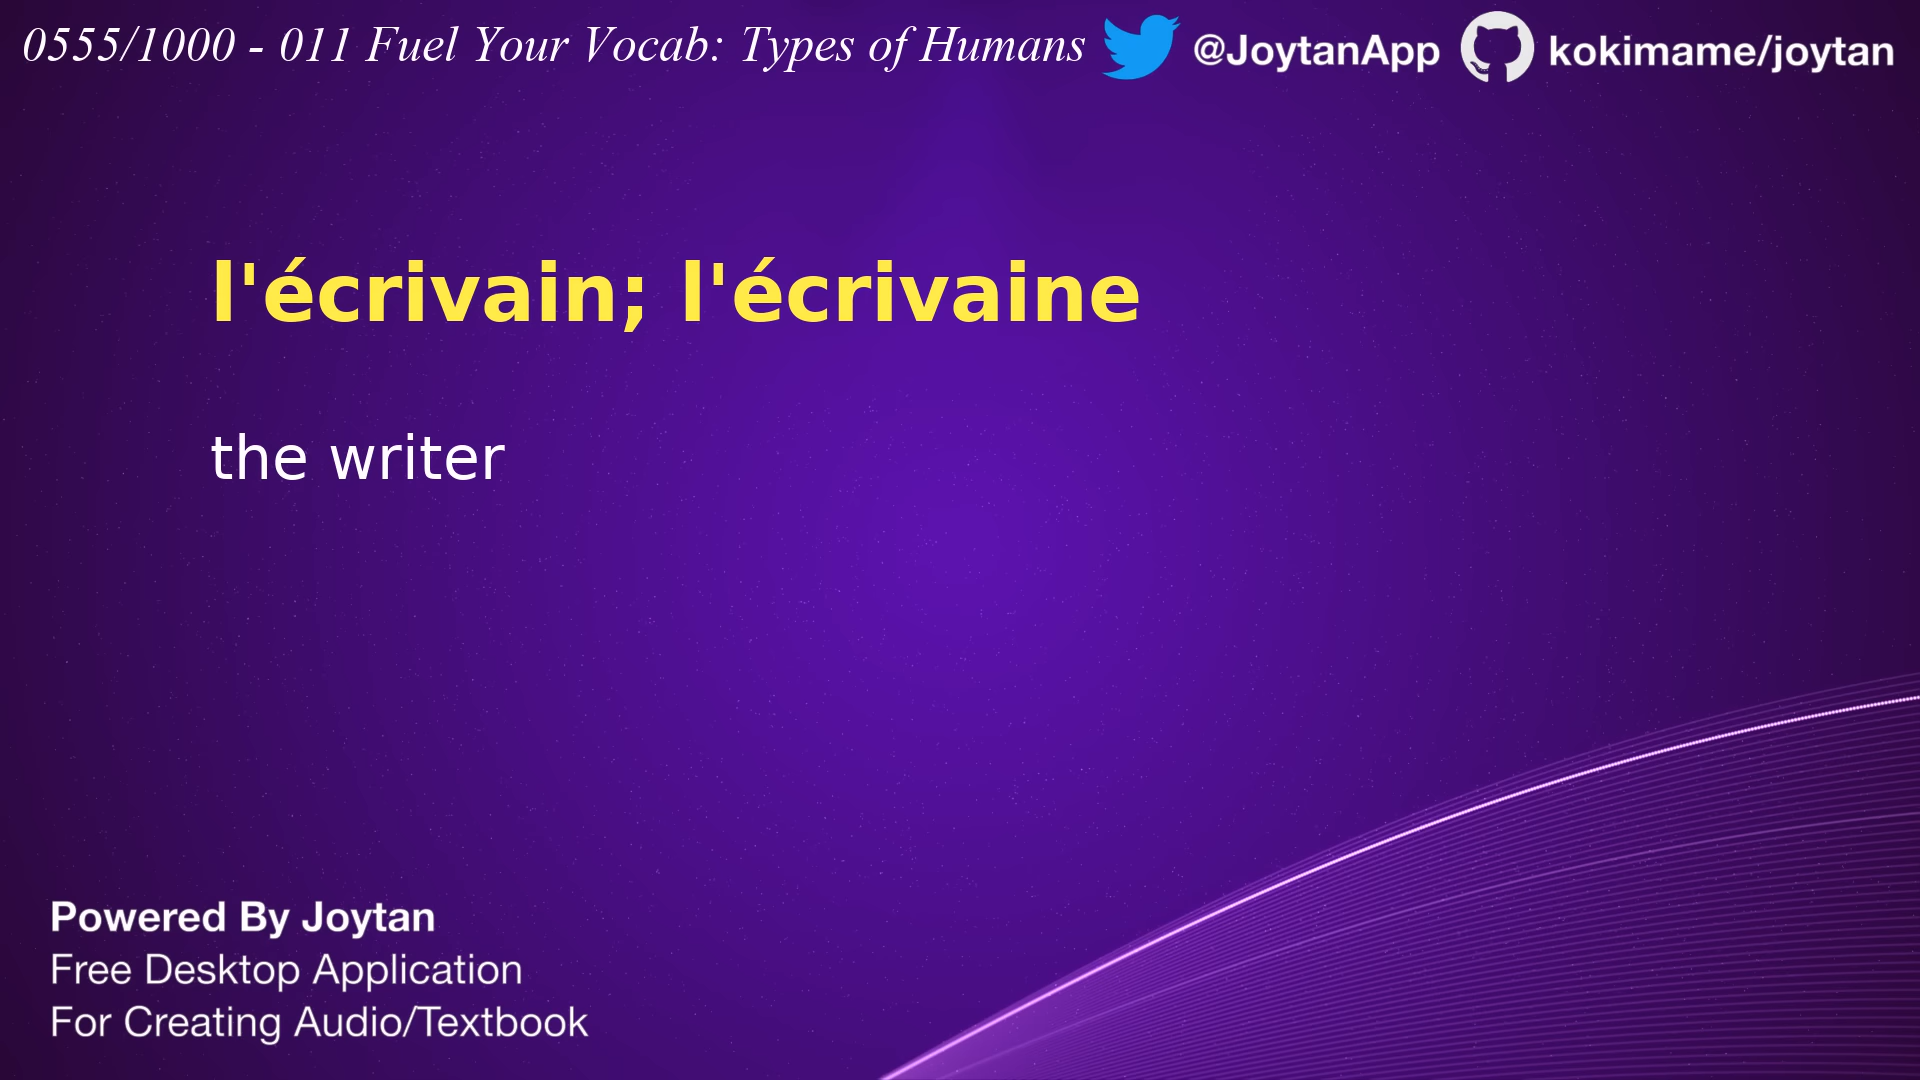 0555/1000 - 011 Fuel Your Vocab: Types of Humans @JoytanApp kokimame/joytan
l'écrivain; l'écrivaine
the writer
Powered By Joytan
Free Desktop Application
For Creating Audio/Textbook